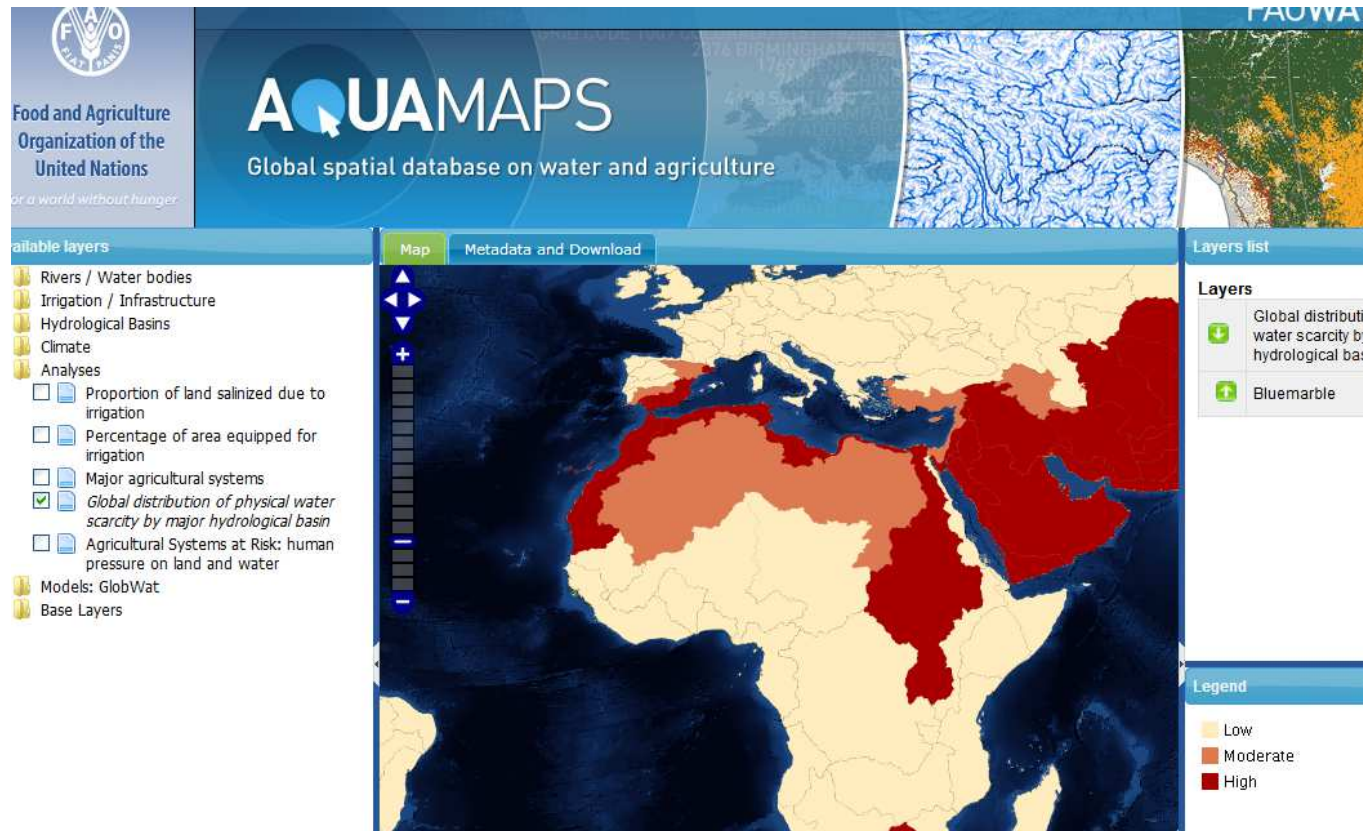 FAO WA
F A O
FIAT PANIS
Food and Agriculture
Organization of the
United Nations
or a world without hunger
AQUAMAPS
Global spatial database on water and agriculture
ailable layers
Rivers / Water bodies
Irrigation / Infrastructure
Hydrological Basins
Climate
Analyses
Proportion of land salinized due to
irrigation
Percentage of area equipped for
irrigation
Major agricultural systems
Global distribution of physical water
scarcity by major hydrological basin
Agricultural Systems at Risk: human
pressure on land and water
Models: GlobWat
Base Layers
Map
Metadata and Download
Layers list
Layers
Global distributi
water scarcity by
hydrological bas
Bluemarble
Legend
Low
Moderate
High